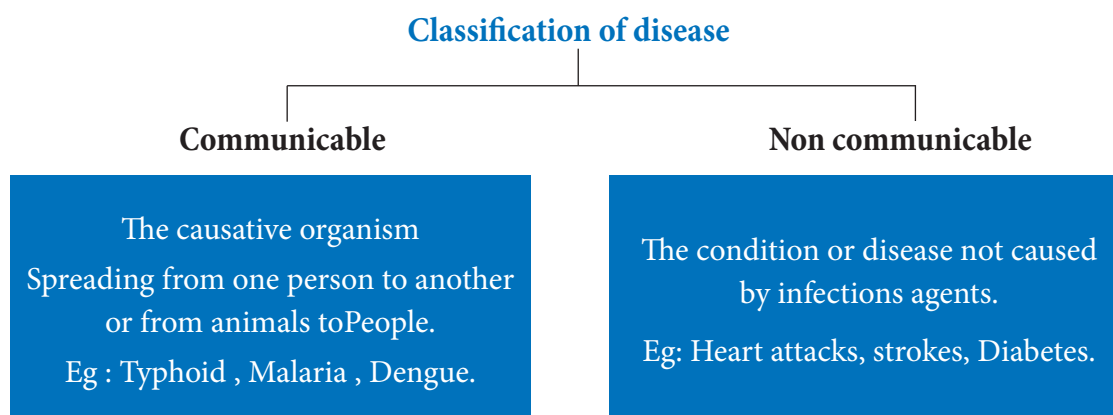 Classification of disease
Communicable
Non communicable
The causative organism
Spreading from one person to another
or from animals toPeople.
Eg : Typhoid , Malaria , Dengue.
The condition or disease not caused
by infections agents.
Eg: Heart attacks, strokes, Diabetes.